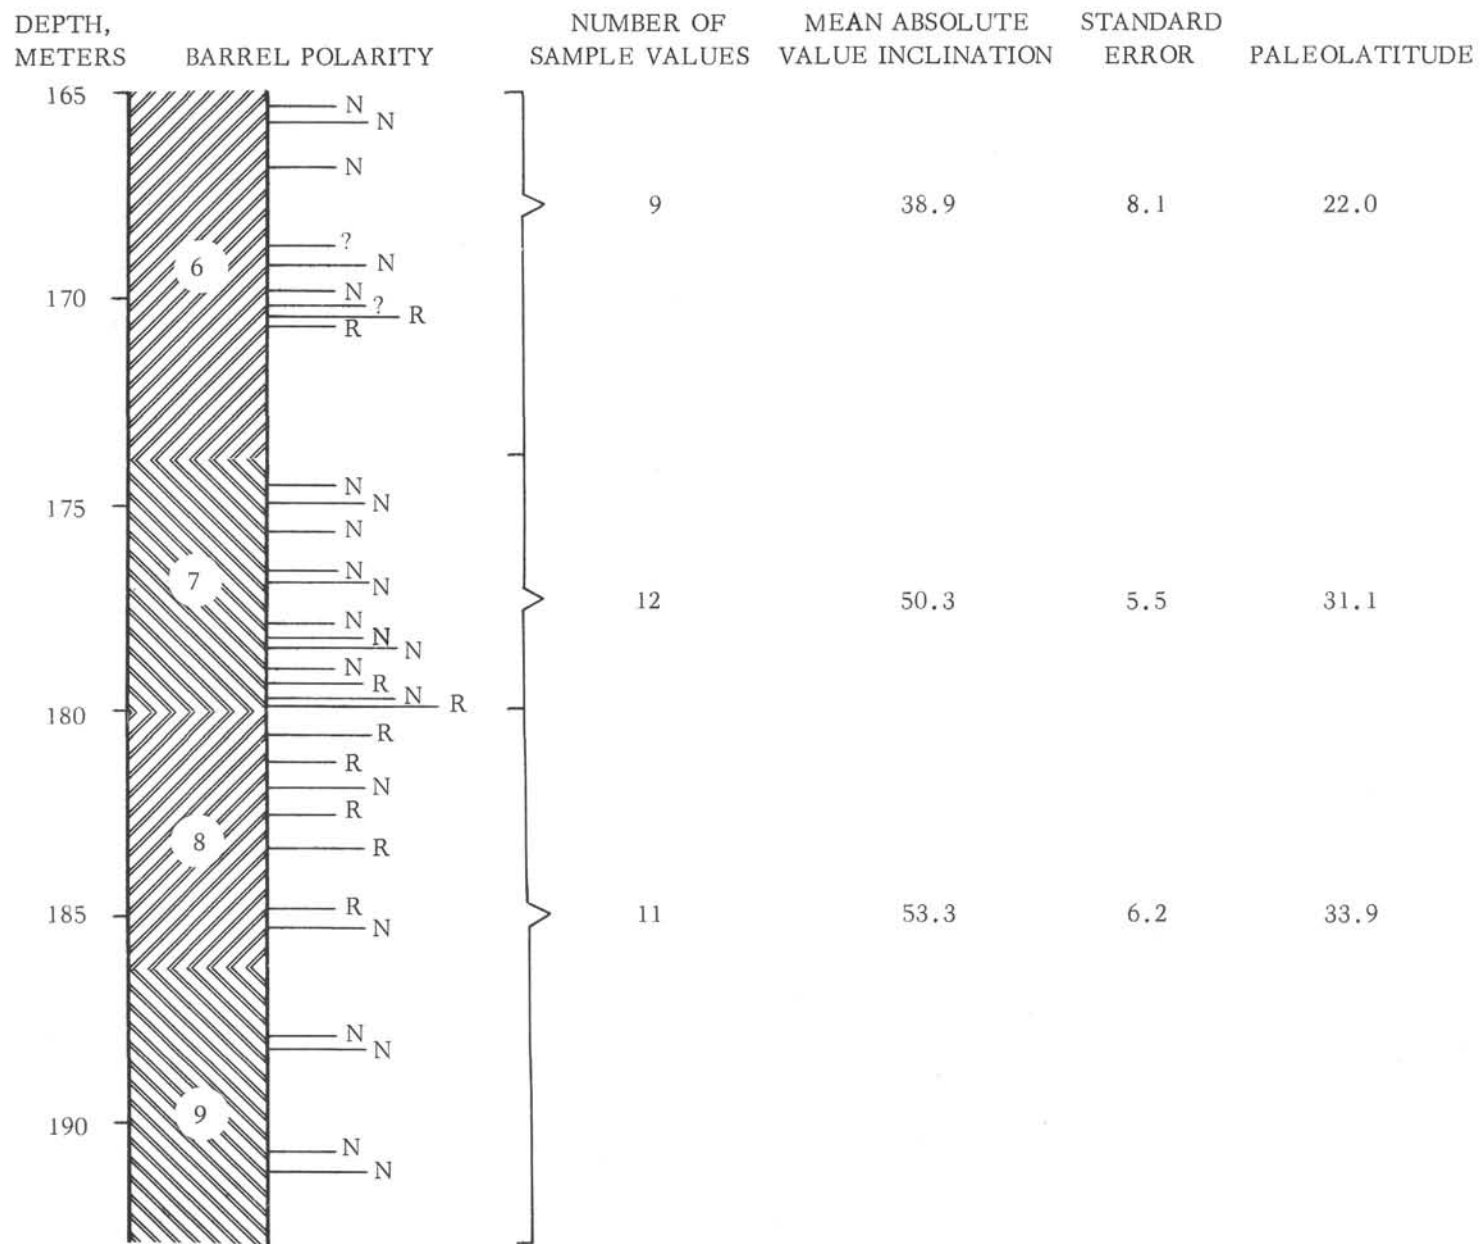 DEPTH, METERS
BARREL POLARITY
NUMBER OF SAMPLE VALUES
MEAN ABSOLUTE VALUE INCLINATION
STANDARD ERROR
PALEOLATITUDE
165
N
N
N
9 38.9 8.1 22.0
?
6
N
N
170
?
R
R
N
175
N
N
N
7
N
12 50.3 5.5 31.1
N
N
N
N
R
N
R
180
R
R
N
R
8
R
R
185
11 53.3 6.2 33.9
N
N
N
9
190
N
N